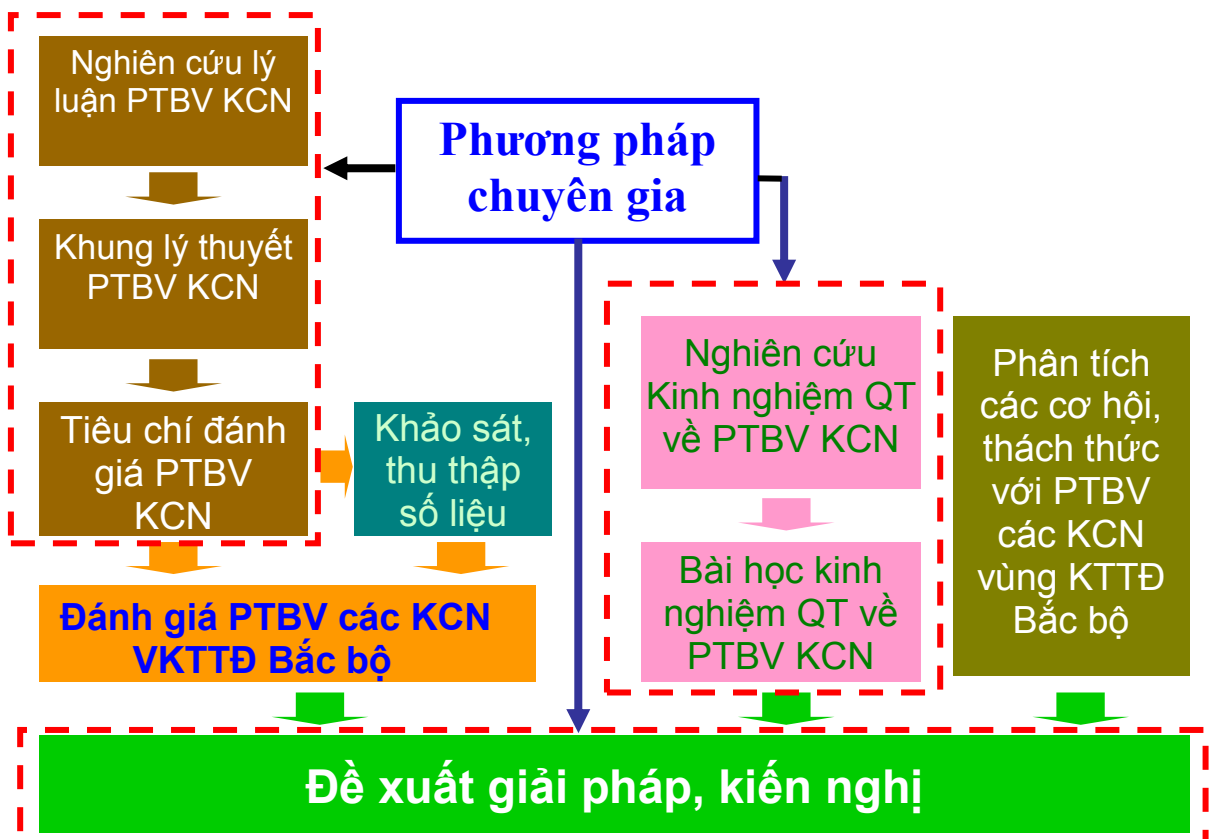 Nghiên cứu lý
luận PTBV KCN
Phương pháp
chuyên gia
Khung lý thuyết
PTBV KCN
Tiêu chí đánh
giá PTBV
KCN
Khảo sát,
thu thập
số liệu
Đánh giá PTBV các KCN
VKTTĐ Bắc bộ
Nghiên cứu
Kinh nghiệm QT
về PTBV KCN
Bài học kinh
nghiệm QT về
PTBV KCN
Phân tích
các cơ hội,
thách thức
với PTBV
các KCN
vùng KTTĐ
Bắc bộ
Đề xuất giải pháp, kiến nghị